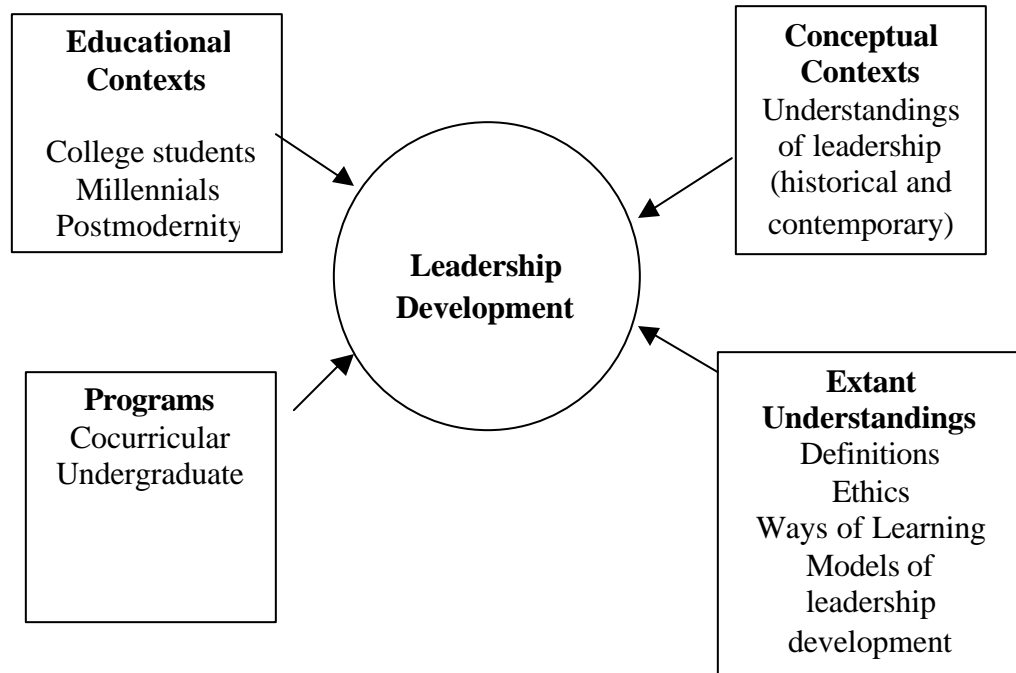 Educational
Contexts
College students
Millennials
Postmodernity
Conceptual
Contexts
Understandings
of leadership
(historical and
contemporary)
Leadership
Development
Programs
Cocurricular
Undergraduate
Extant
Understandings
Definitions
Ethics
Ways of Learning
Models of
leadership
development